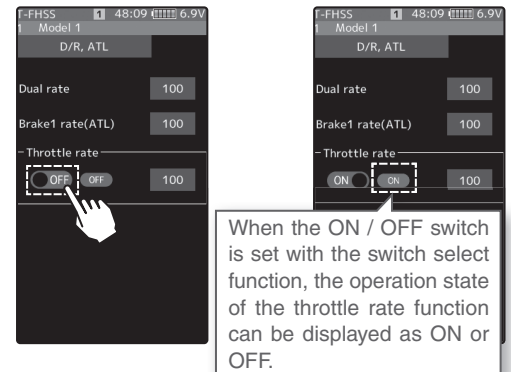 T-FHSS 1 48:09 6.9V
1 Model 1
D/R, ATL
Dual rate 100
Brake1 rate(ATL) 100
Throttle rate
OFF OFF 100
T-FHSS 1 48:09 6.9V
1 Model 1
D/R, ATL
Dual rate 100
Brake1 rate(ATL) 100
Throttle rate
ON ON 100
When the ON / OFF switch
is set with the switch select
function, the operation state
of the throttle rate function
can be displayed as ON or
OFF.